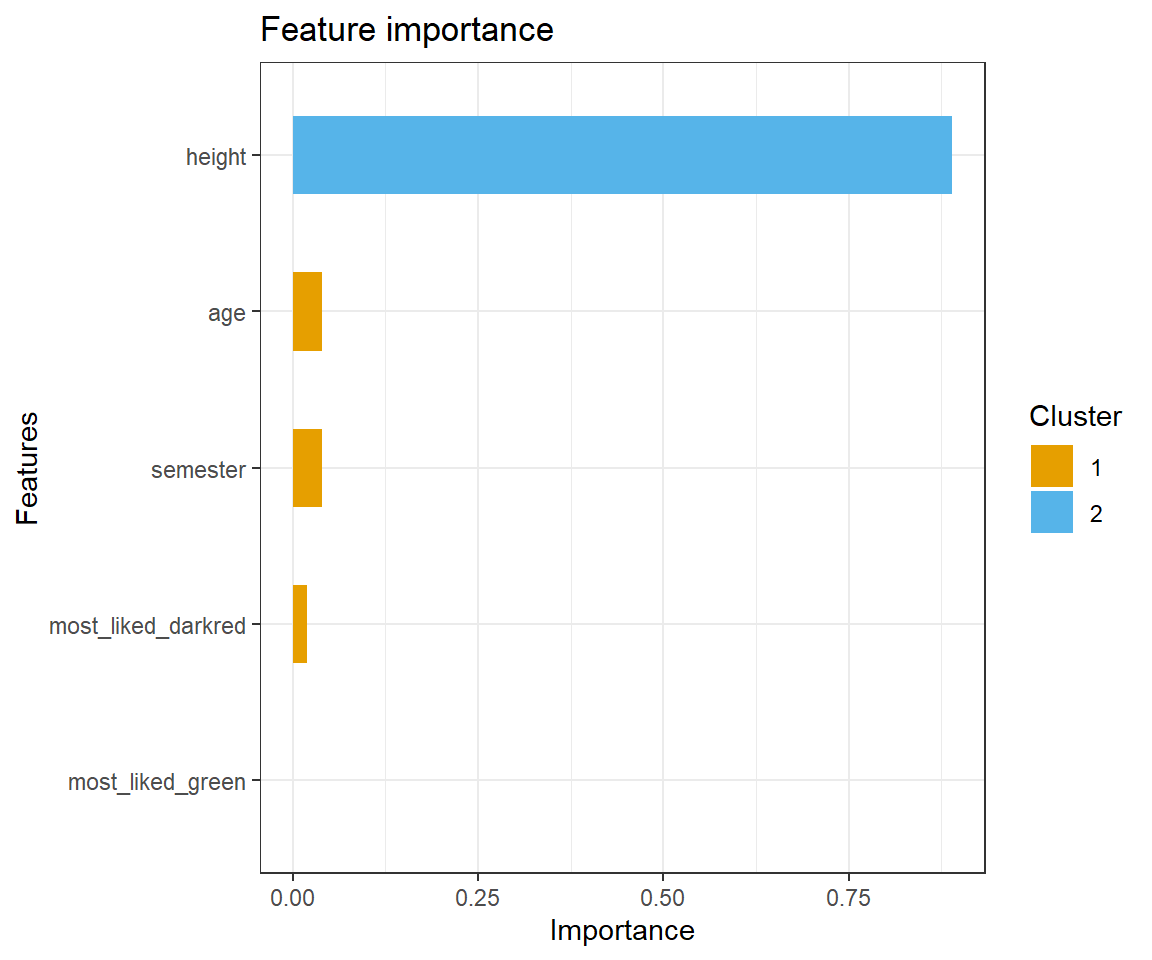 Feature importance
height
age
semester
most_liked_darkred
most_liked_green
Features
0.00
0.25
0.50
0.75
Importance
Cluster
1
2